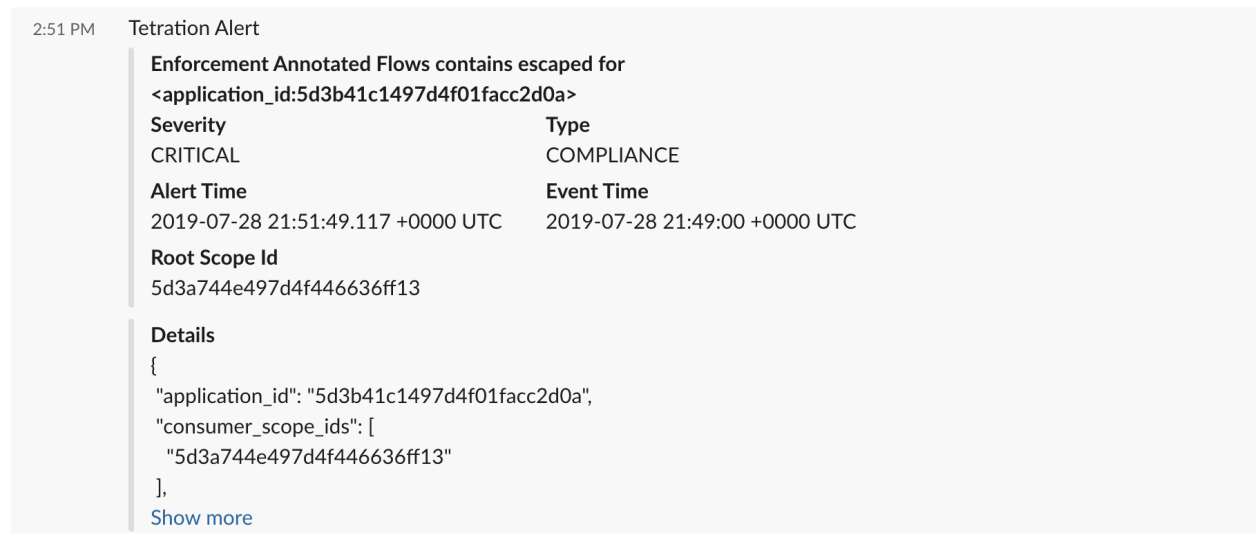 2:51 PM Tetration Alert
Enforcement Annotated Flows contains escaped for
<application_id:5d3b41c1497d4f01facc2d0a>
Severity Type
CRITICAL COMPLIANCE
Alert Time Event Time
2019-07-28 21:51:49.117 +0000 UTC 2019-07-28 21:49:00 +0000 UTC
Root Scope Id
5d3a744e497d4f446636ff13
Details
{
"application_id": "5d3b41c1497d4f01facc2d0a",
"consumer_scope_ids": [
"5d3a744e497d4f446636ff13"
],
Show more